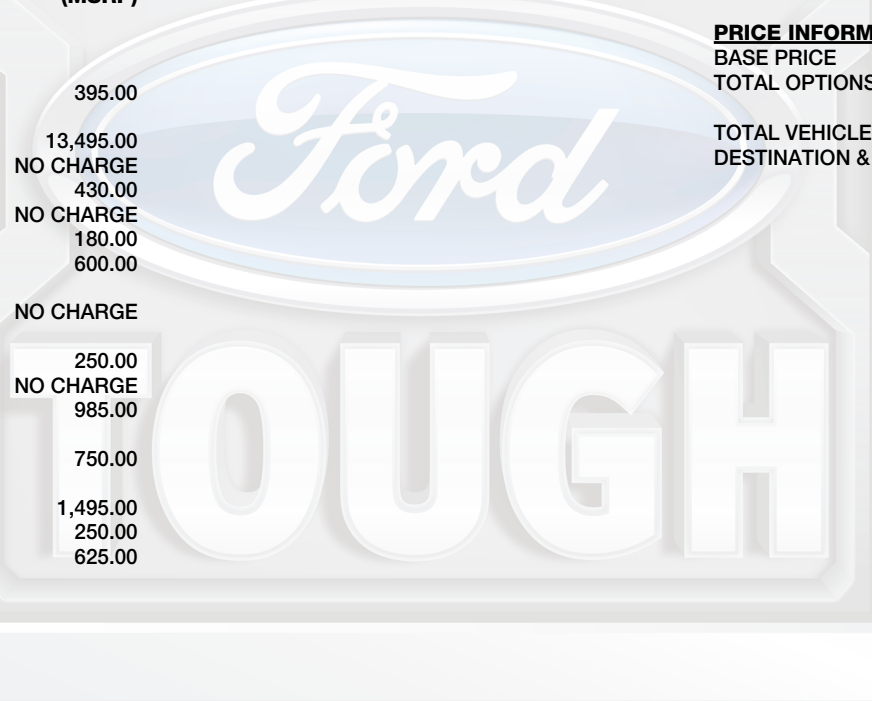 (MSRP)
395.00
13,495.00
NO CHARGE
430.00
NO CHARGE
180.00
600.00
NO CHARGE
250.00
NO CHARGE
985.00
750.00
1,495.00
250.00
625.00
PRICE INFORM
BASE PRICE
TOTAL OPTIONS
TOTAL VEHICLE
DESTINATION &
Ford
TOUGH